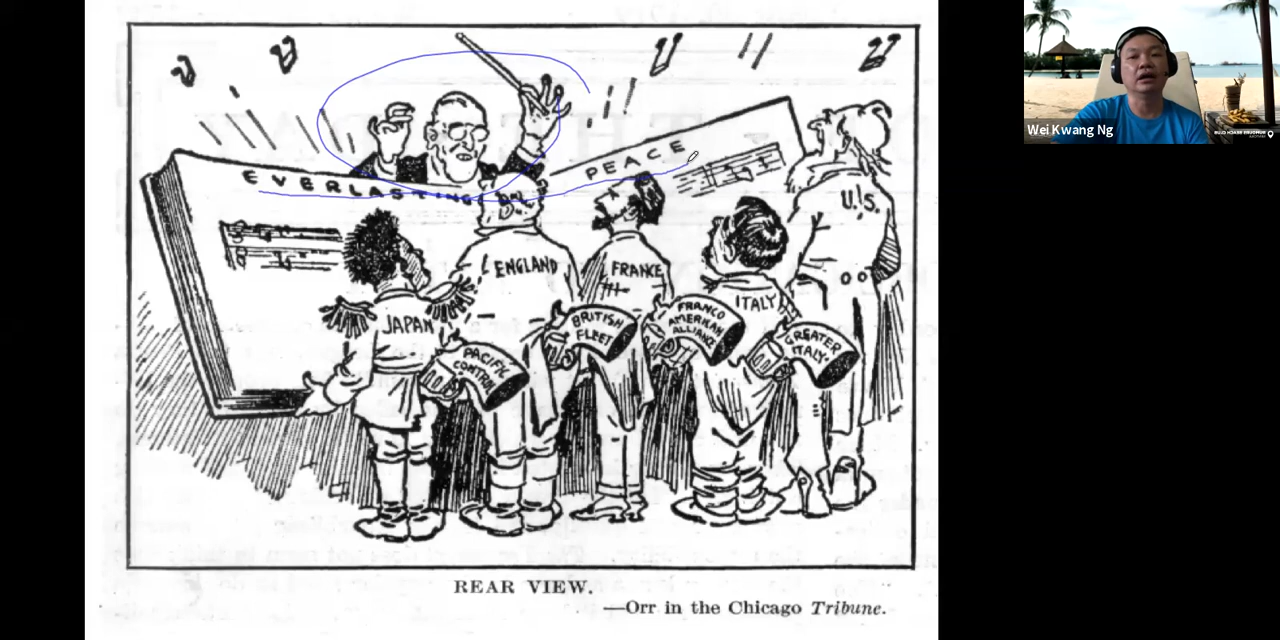 EVERLASTING PEACE
U.S.
JAPAN
ENGLAND
FRANCE
ITALY
PACIFIC
CONTROL
BRITISH
FLEET
FRANCO
AMERICAN
ALLIANCE
GREATER
ITALY.
REAR VIEW.
—Orr in the Chicago Tribune.
Wei Kwang Ng